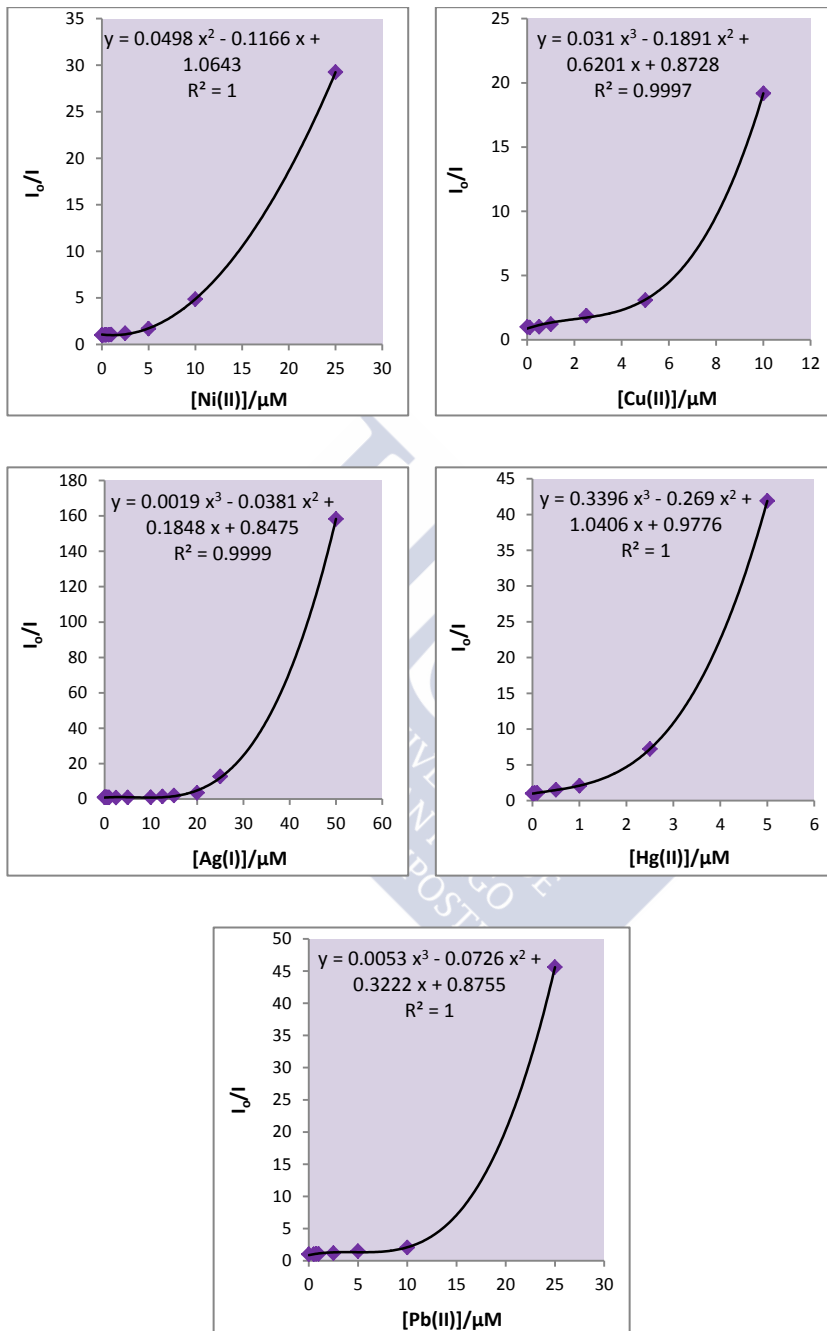 y = 0.0498 x² - 0.1166 x +
1.0643
R² = 1
35
30
25
20
15
10
5
0
I₀/I
0 5 10 15 20 25 30
[Ni(II)]/µM
y = 0.031 x³ - 0.1891 x² +
0.6201 x + 0.8728
R² = 0.9997
25
20
15
10
5
0
I₀/I
0 2 4 6 8 10 12
[Cu(II)]/µM
y = 0.0019 x³ - 0.0381 x² +
0.1848 x + 0.8475
R² = 0.9999
180
160
140
120
100
80
60
40
20
0
I₀/I
0 10 20 30 40 50 60
[Ag(I)]/µM
y = 0.3396 x³ - 0.269 x² +
1.0406 x + 0.9776
R² = 1
45
40
35
30
25
20
15
10
5
0
I₀/I
0 1 2 3 4 5 6
[Hg(II)]/µM
y = 0.0053 x³ - 0.0726 x² +
0.3222 x + 0.8755
R² = 1
50
45
40
35
30
25
20
15
10
5
0
I₀/I
0 5 10 15 20 25 30
[Pb(II)]/µM